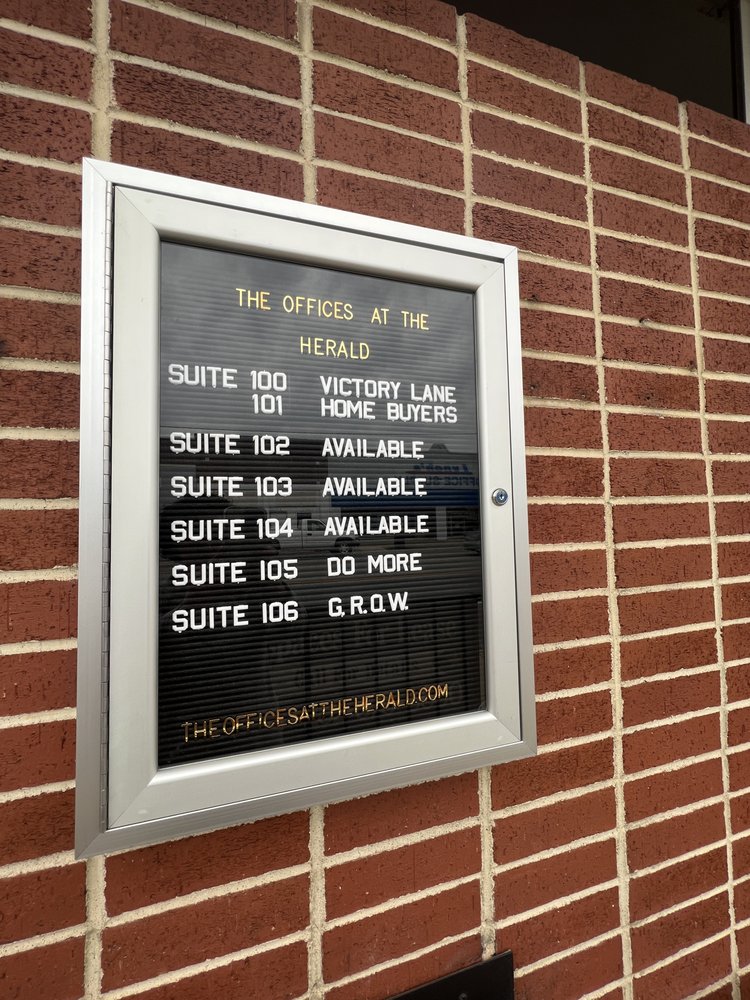 THE OFFICES AT THE
HERALD
SUITE 100 VICTORY LANE
101 HOME BUYERS
SUITE 102 AVAILABLE
SUITE 103 AVAILABLE
SUITE 104 AVAILABLE
SUITE 105 DO MORE
SUITE 106 G.R.O.W.
THEOFFICESATTHEHERALD.COM